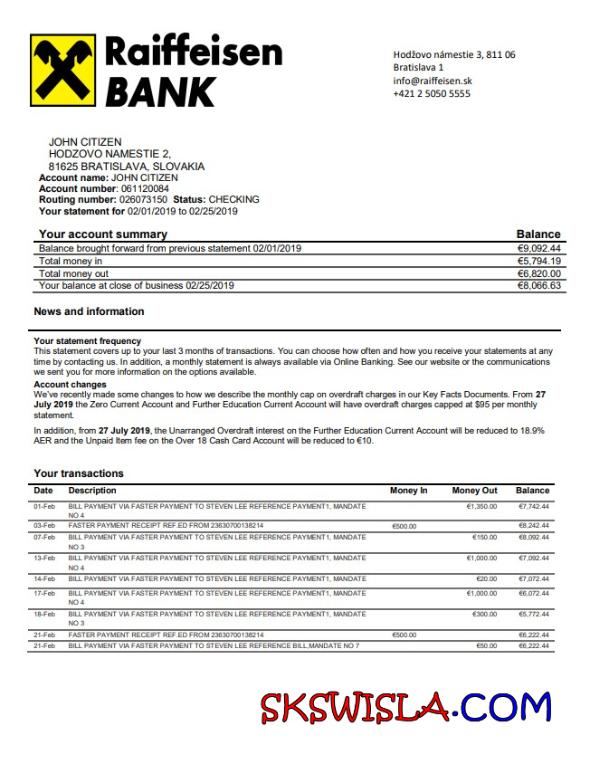 Raiffeisen
BANK
Hodžovo námestie 3, 811 06
Bratislava 1
info@raiffeisen.sk
+421 2 5050 5555
JOHN CITIZEN
HODZOVO NAMESTIE 2,
81625 BRATISLAVA, SLOVAKIA
Account name: JOHN CITIZEN
Account number: 061120084
Routing number: 026073150 Status: CHECKING
Your statement for 02/01/2019 to 02/25/2019
Your account summary Balance
Balance brought forward from previous statement 02/01/2019 €9,092.44
Total money in €5,794.19
Total money out €6,820.00
Your balance at close of business 02/25/2019 €8,066.63
News and information
Your statement frequency
This statement covers up to your last 3 months of transactions. You can choose how often and how you receive your statements at any
time by contacting us. In addition, a monthly statement is always available via Online Banking. See our website or the communications
we sent you for more information on the options available.
Account changes
We've recently made some changes to how we describe the monthly cap on overdraft charges in our Key Facts Documents. From 27
July 2019 the Zero Current Account and Further Education Current Account will have overdraft charges capped at $95 per monthly
statement.
In addition, from 27 July 2019, the Unarranged Overdraft interest on the Further Education Current Account will be reduced to 18.9%
AER and the Unpaid Item fee on the Over 18 Cash Card Account will be reduced to €10.
Your transactions
Date Description Money In Money Out Balance
01-Feb BILL PAYMENT VIA FASTER PAYMENT TO STEVEN LEE REFERENCE PAYMENT1, MANDATE €1,350.00 €7,742.44
NO 4
03-Feb FASTER PAYMENT RECEIPT REF.ED FROM 23630700138214 €500.00 €8,242.44
07-Feb BILL PAYMENT VIA FASTER PAYMENT TO STEVEN LEE REFERENCE PAYMENT1, MANDATE €150.00 €8,092.44
NO 3
13-Feb BILL PAYMENT VIA FASTER PAYMENT TO STEVEN LEE REFERENCE PAYMENT1, MANDATE €1,000.00 €7,092.44
NO 4
14-Feb BILL PAYMENT VIA FASTER PAYMENT TO STEVEN LEE REFERENCE PAYMENT1, MANDATE €20.00 €7,072.44
17-Feb BILL PAYMENT VIA FASTER PAYMENT TO STEVEN LEE REFERENCE PAYMENT1, MANDATE €1,000.00 €6,072.44
NO 4
18-Feb BILL PAYMENT VIA FASTER PAYMENT TO STEVEN LEE REFERENCE PAYMENT1, MANDATE €300.00 €5,772.44
NO 3
21-Feb FASTER PAYMENT RECEIPT REF.ED FROM 23630700138214 €500.00 €6,222.44
21-Feb BILL PAYMENT VIA FASTER PAYMENT TO STEVEN LEE REFERENCE BILL,MANDATE NO 7 €50.00 €6,222.44
SKSWISLA.COM